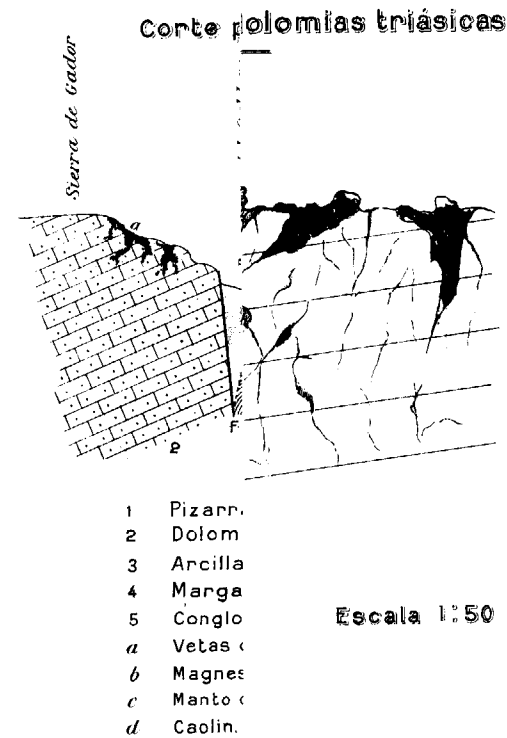 Corte dolomias triásicas
Sierra de Gador
a
F
2
1 Pizarr
2 Dolom
3 Arcilla
4 Marga
5 Conglo
a Vetas
b Magnes
c Manto
d Caolin.
Escala 1:50